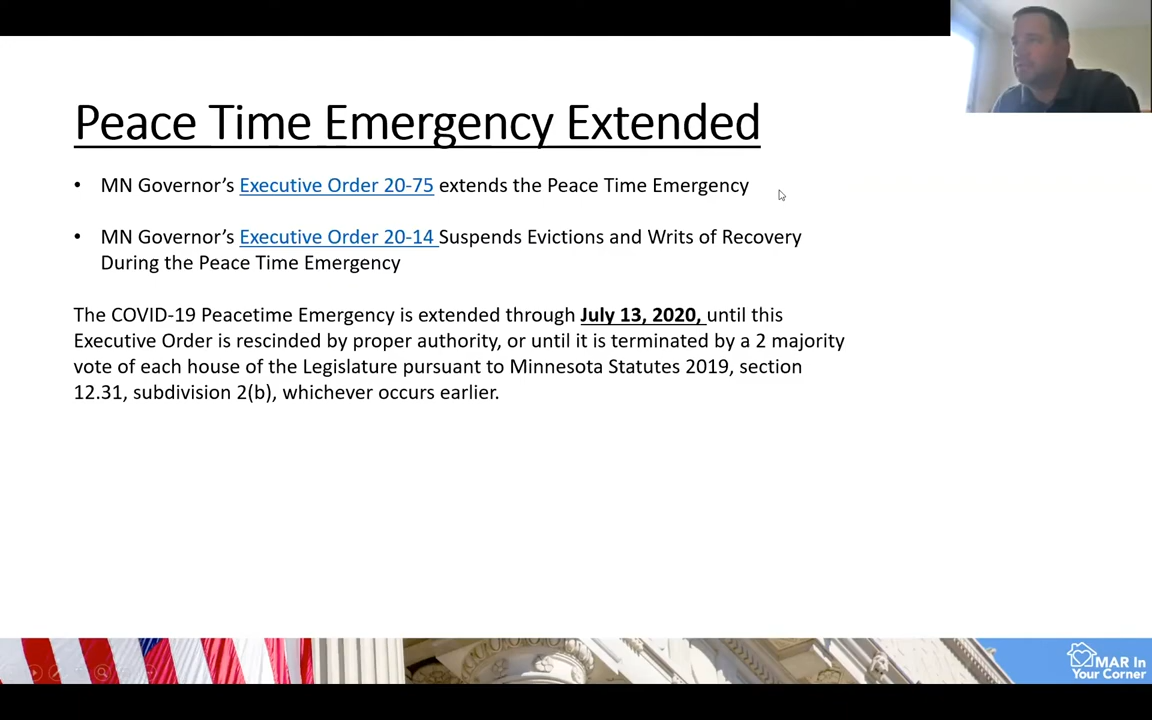 Peace Time Emergency Extended
• MN Governor's Executive Order 20-75 extends the Peace Time Emergency
• MN Governor's Executive Order 20-14 Suspends Evictions and Writs of Recovery
During the Peace Time Emergency
The COVID-19 Peacetime Emergency is extended through July 13, 2020, until this
Executive Order is rescinded by proper authority, or until it is terminated by a 2 majority
vote of each house of the Legislature pursuant to Minnesota Statutes 2019, section
12.31, subdivision 2(b), whichever occurs earlier.
MAR In
Your Corner